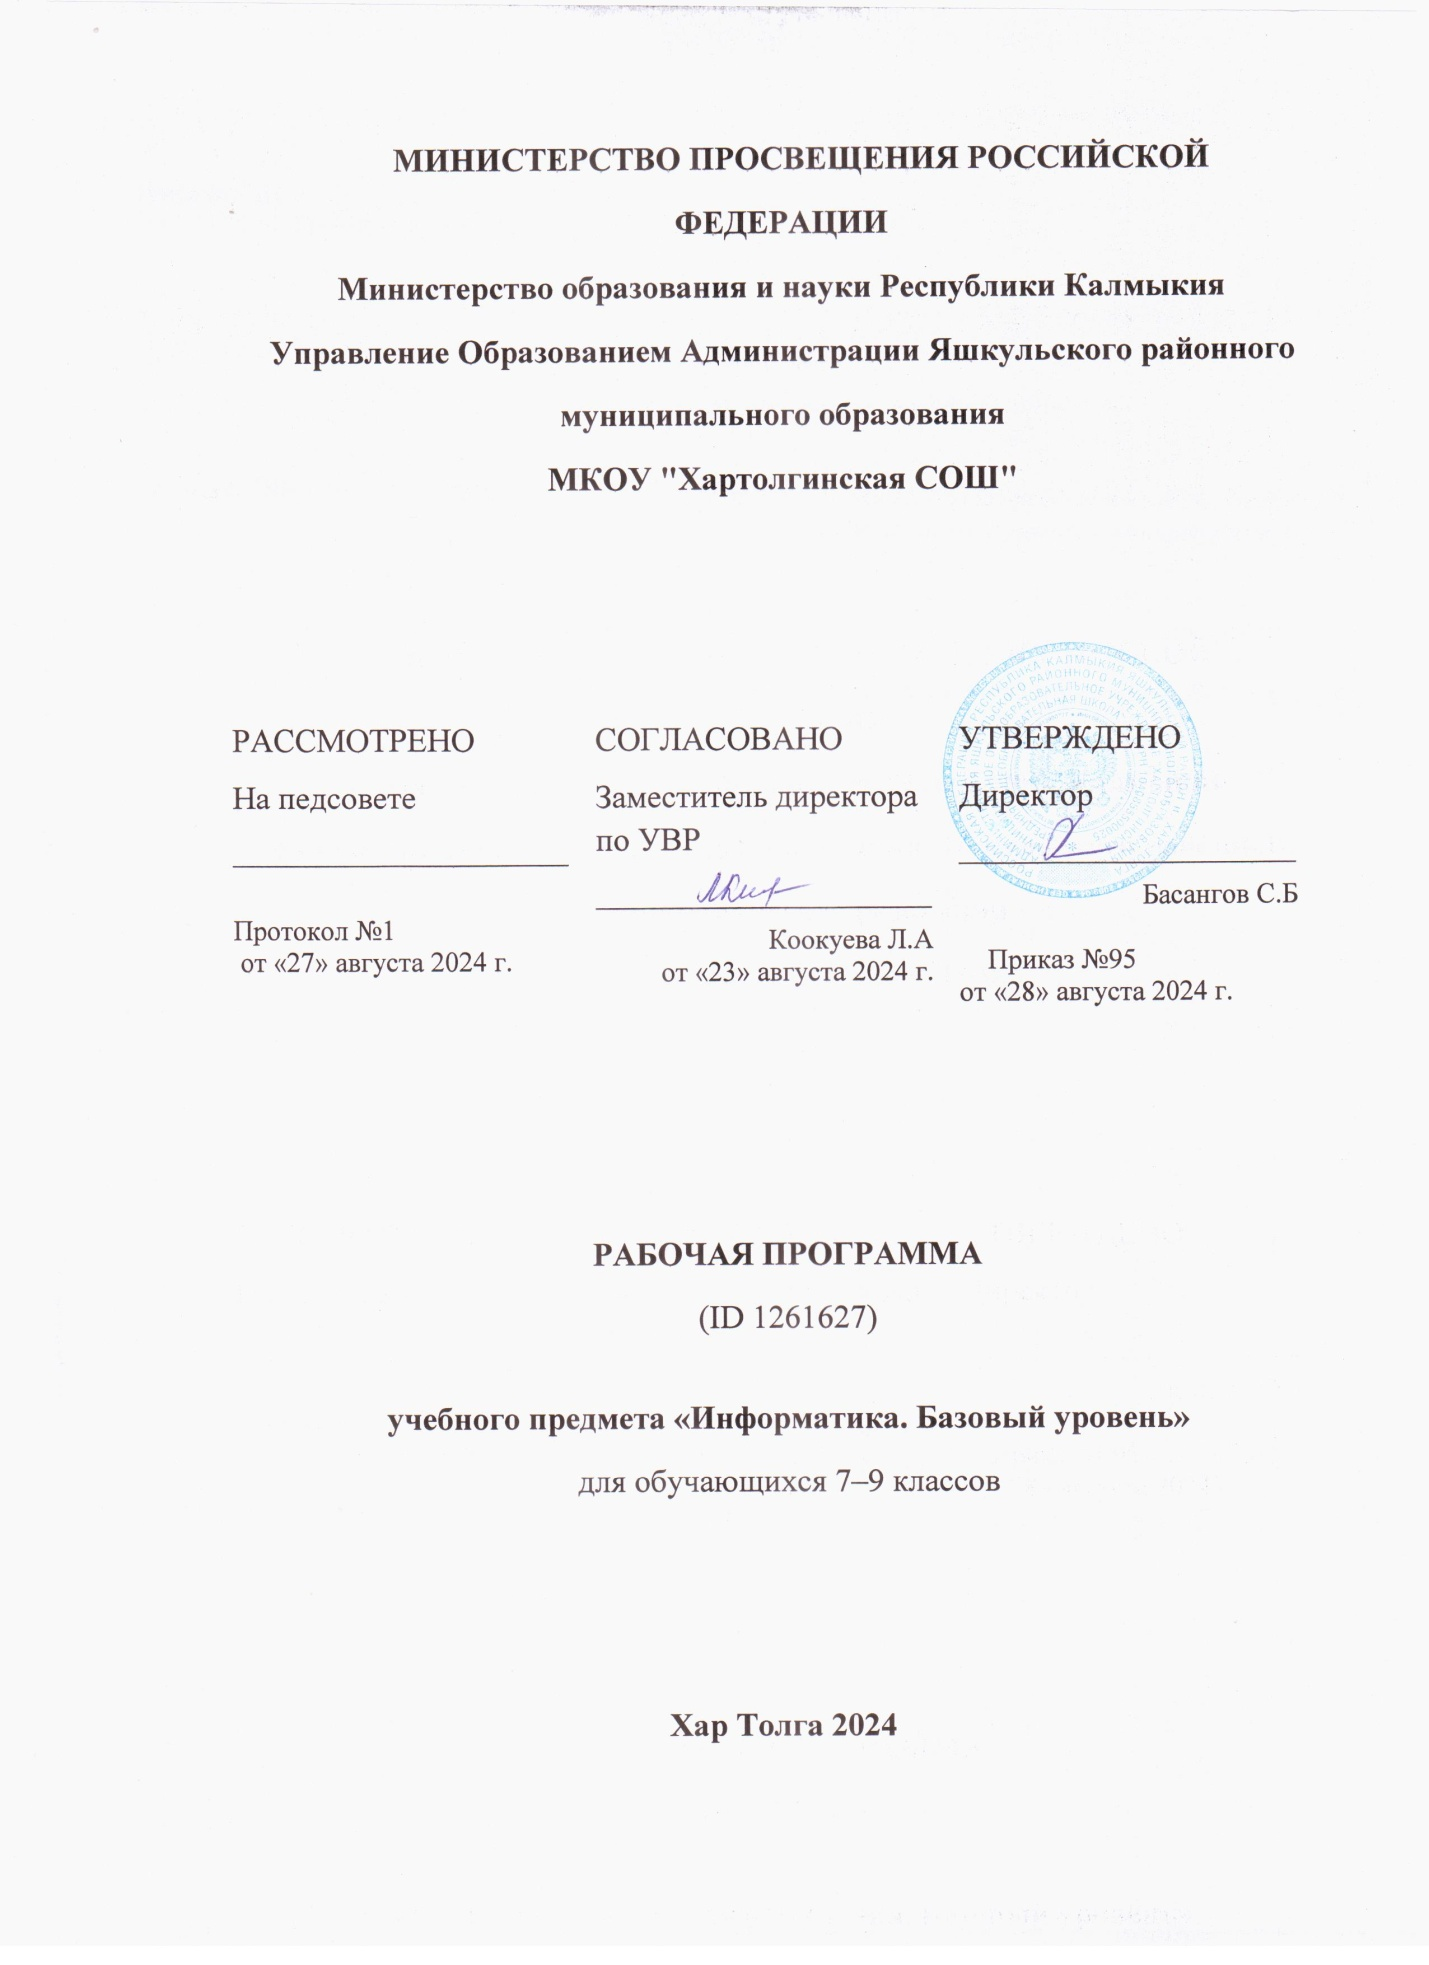 МИНИСТЕРСТВО ПРОСВЕЩЕНИЯ РОССИЙСКОЙ
ФЕДЕРАЦИИ
Министерство образования и науки Республики Калмыкия
Управление Образованием Администрации Яшкульского районного
муниципального образования
МКОУ "Хартолгинская СОШ"
РАССМОТРЕНО
На педсовете
Протокол №1
от «27» августа 2024 г.
СОГЛАСОВАНО
Заместитель директора
по УВР
Коокуева Л.А
от «23» августа 2024 г.
УТВЕРЖДЕНО
Директор
Басангов С.Б
Приказ №95
от «28» августа 2024 г.
РАБОЧАЯ ПРОГРАММА
(ID 1261627)
учебного предмета «Информатика. Базовый уровень»
для обучающихся 7–9 классов
Хар Толга 2024